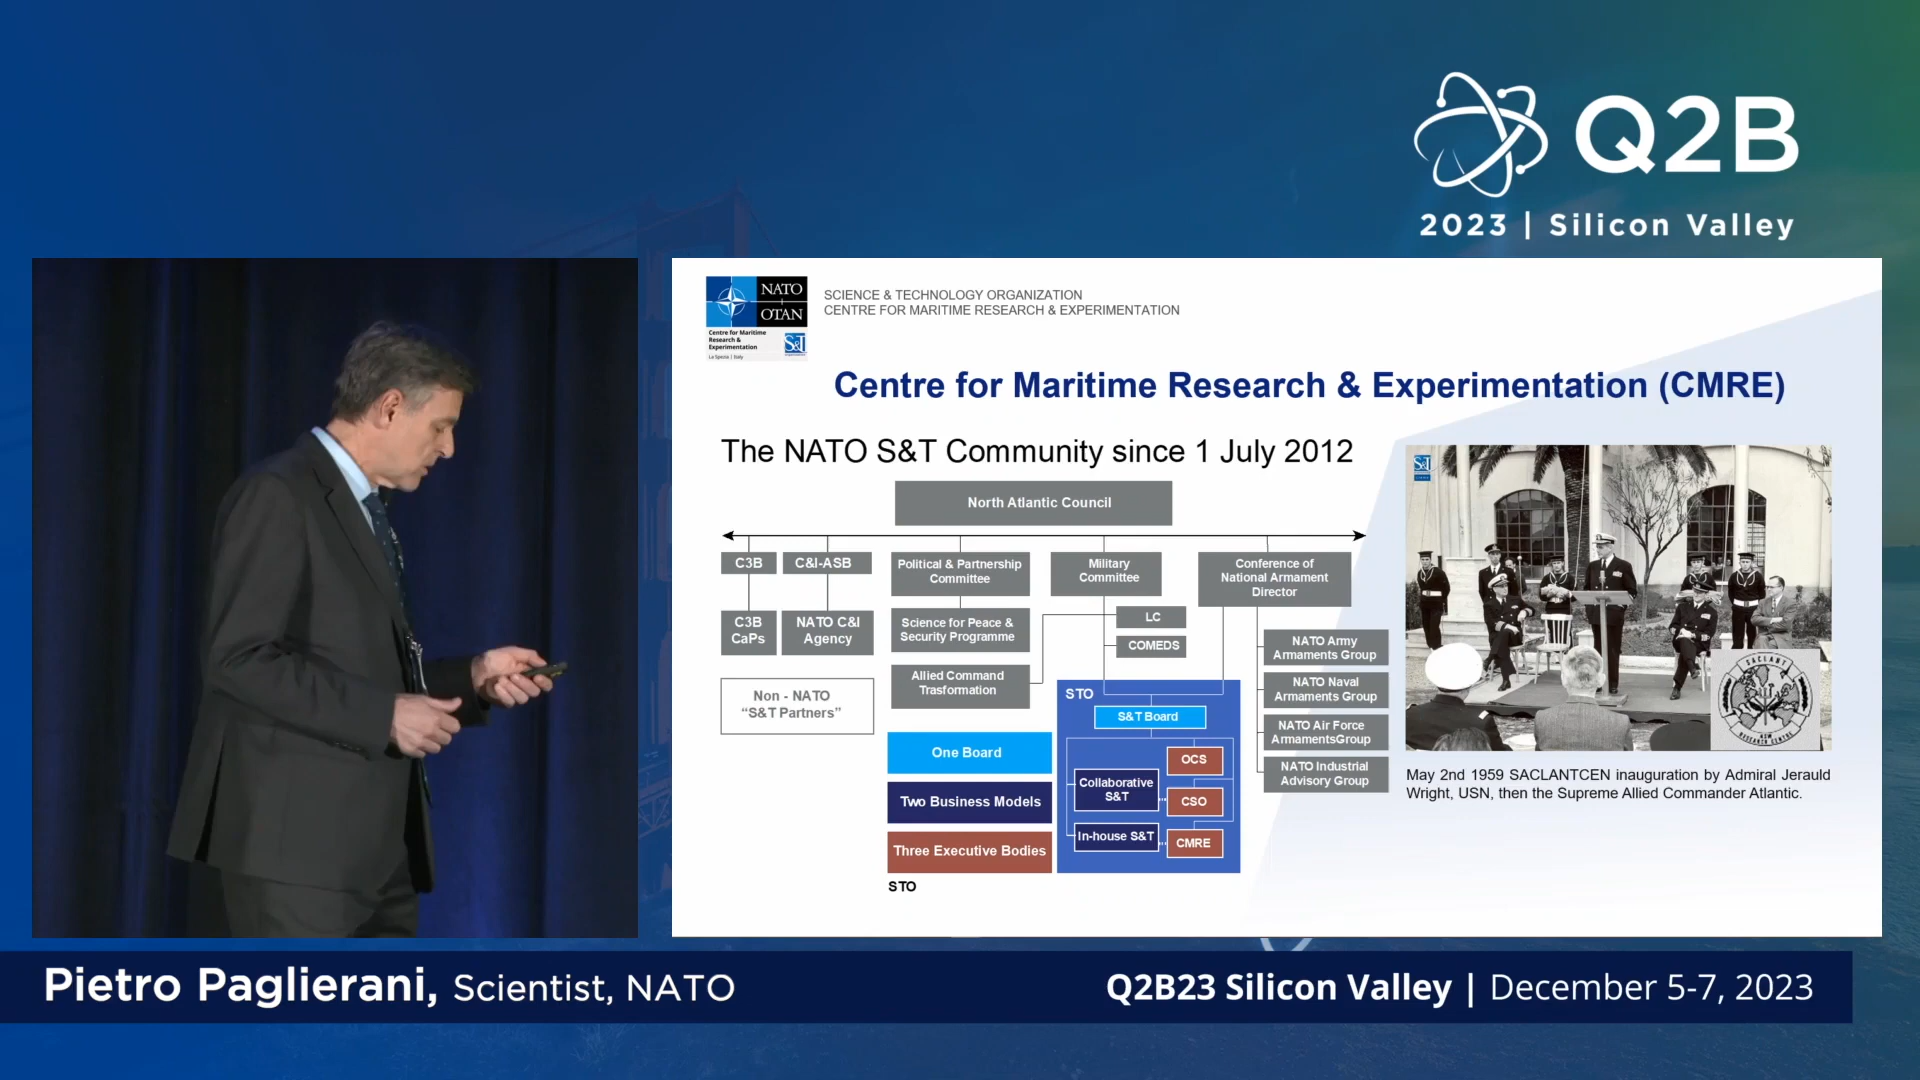 Q2B
2023 | Silicon Valley
NATO
OTAN
Centre for Maritime
Research &
Experimentation
La Spezia | Italy
S&T
SCIENCE & TECHNOLOGY ORGANIZATION
CENTRE FOR MARITIME RESEARCH & EXPERIMENTATION
Centre for Maritime Research & Experimentation (CMRE)
The NATO S&T Community since 1 July 2012
North Atlantic Council
C3B
C&I-ASB
Political & Partnership
Committee
Military
Committee
Conference of
National Armament
Director
C3B
CaPs
NATO C&I
Agency
Science for Peace &
Security Programme
LC
COMEDS
Allied Command
Trasformation
Non - NATO
“S&T Partners”
NATO Army
Armaments Group
NATO Naval
Armaments Group
NATO Air Force
ArmamentsGroup
NATO Industrial
Advisory Group
STO
S&T Board
OCS
Collaborative
S&T
CSO
In-house S&T
CMRE
One Board
Two Business Models
Three Executive Bodies
STO
S&T
SACLANT
ASW
RESEARCH CENTRE
May 2nd 1959 SACLANTCEN inauguration by Admiral Jerauld
Wright, USN, then the Supreme Allied Commander Atlantic.
Pietro Paglierani, Scientist, NATO
Q2B23 Silicon Valley | December 5-7, 2023